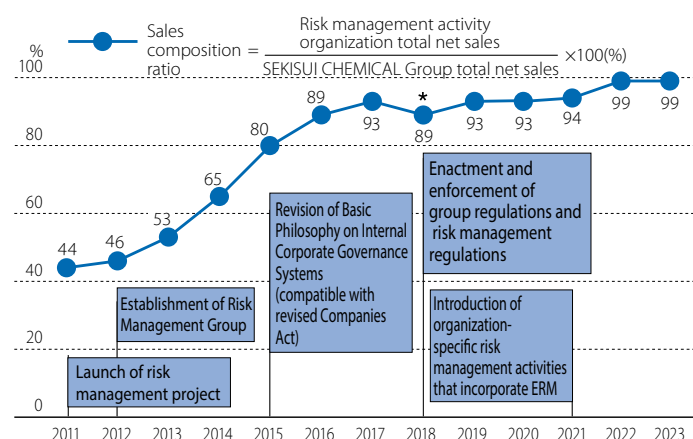 Sales
composition
ratio
=
Risk management activity
organization total net sales
SEKISUI CHEMICAL Group total net sales
×100(%)
%
100
80
60
40
20
0
44
46
53
65
80
89
93
*
89
93
93
94
99
99
Launch of risk
management project
Establishment of Risk
Management Group
Revision of Basic
Philosophy on Internal
Corporate Governance
Systems
(compatible with
revised Companies
Act)
Enactment and
enforcement of
group regulations and
risk management
regulations
Introduction of
organization-
specific risk
management activities
that incorporate ERM
2011 2012 2013 2014 2015 2016 2017 2018 2019 2020 2021 2022 2023